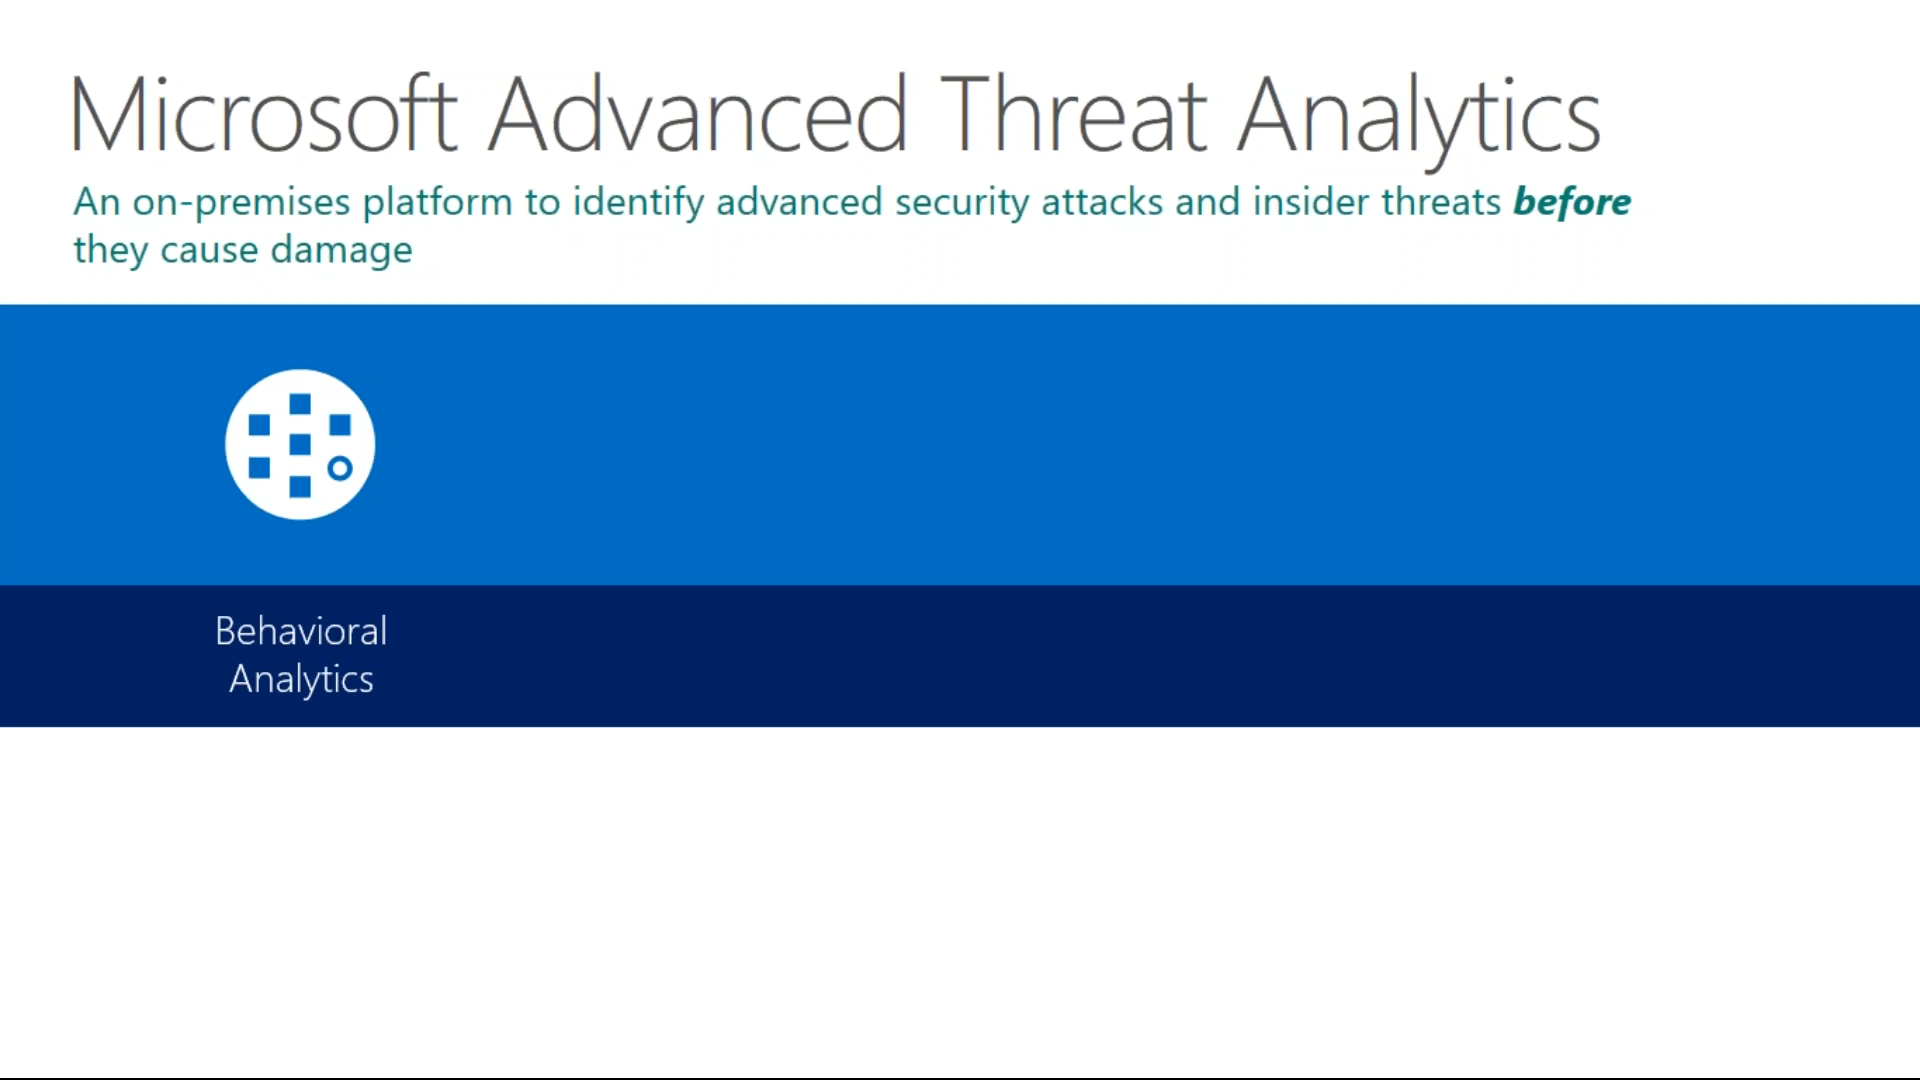 Microsoft Advanced Threat Analytics
An on-premises platform to identify advanced security attacks and insider threats before
they cause damage
Behavioral
Analytics